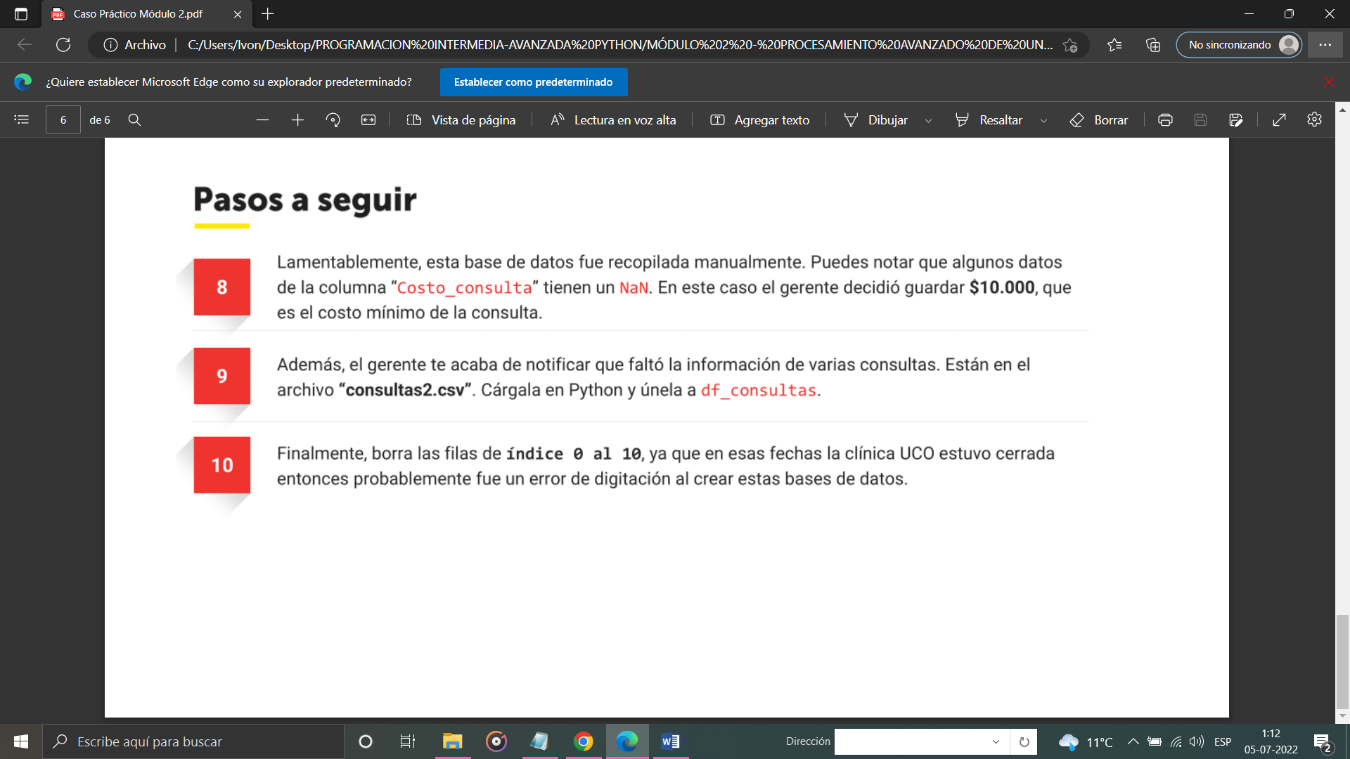 Caso Práctico Módulo 2.pdf
Archivo | C:/Users/Ivon/Desktop/PROGRAMACION%20INTERMEDIA-AVANZADA%20PYTHON/MÓDULO%202%20-%20PROCESAMIENTO%20AVANZADO%20DE%20UN...
No sincronizando
¿Quiere establecer Microsoft Edge como su explorador predeterminado?
Establecer como predeterminado
6 de 6
Vista de página
Lectura en voz alta
Agregar texto
Dibujar
Resaltar
Borrar
Pasos a seguir
8
Lamentablemente, esta base de datos fue recopilada manualmente. Puedes notar que algunos datos
de la columna “Costo_consulta” tienen un NaN. En este caso el gerente decidió guardar $10.000, que
es el costo mínimo de la consulta.
9
Además, el gerente te acaba de notificar que faltó la información de varias consultas. Están en el
archivo “consultas2.csv”. Cárgala en Python y únela a df_consultas.
10
Finalmente, borra las filas de índice 0 al 10, ya que en esas fechas la clínica UCO estuvo cerrada
entonces probablemente fue un error de digitación al crear estas bases de datos.
Escribe aquí para buscar
Dirección
11°C
ESP
1:12
05-07-2022
2